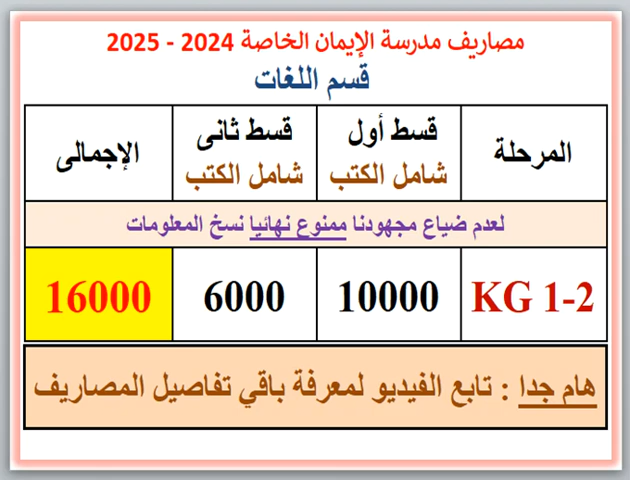 مصاريف مدرسة الإيمان الخاصة 2024 - 2025
قسم اللغات
المرحلة قسط أول قسط ثانى الإجمالى
شامل الكتب شامل الكتب
لعدم ضياع مجهودنا ممنوع نهائيا نسخ المعلومات
KG 1-2 10000 6000 16000
هام جدا : تابع الفيديو لمعرفة باقي تفاصيل المصاريف